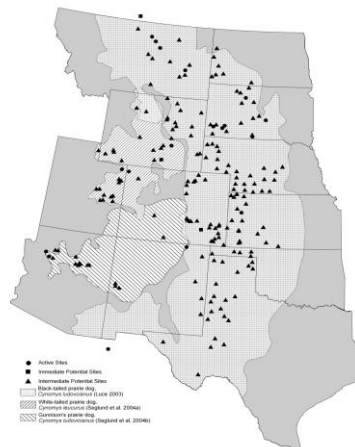 Active Sites
Immediate Potential Sites
Intermediate Potential Sites
Black-tailed prairie dog,
Cynomys ludovicianus (Luce 2003)
White-tailed prairie dog,
Cynomys leucurus (Seglund et al. 2004a)
Gunnison's prairie dog,
Cynomys ludovicianus (Seglund et al. 2004b)